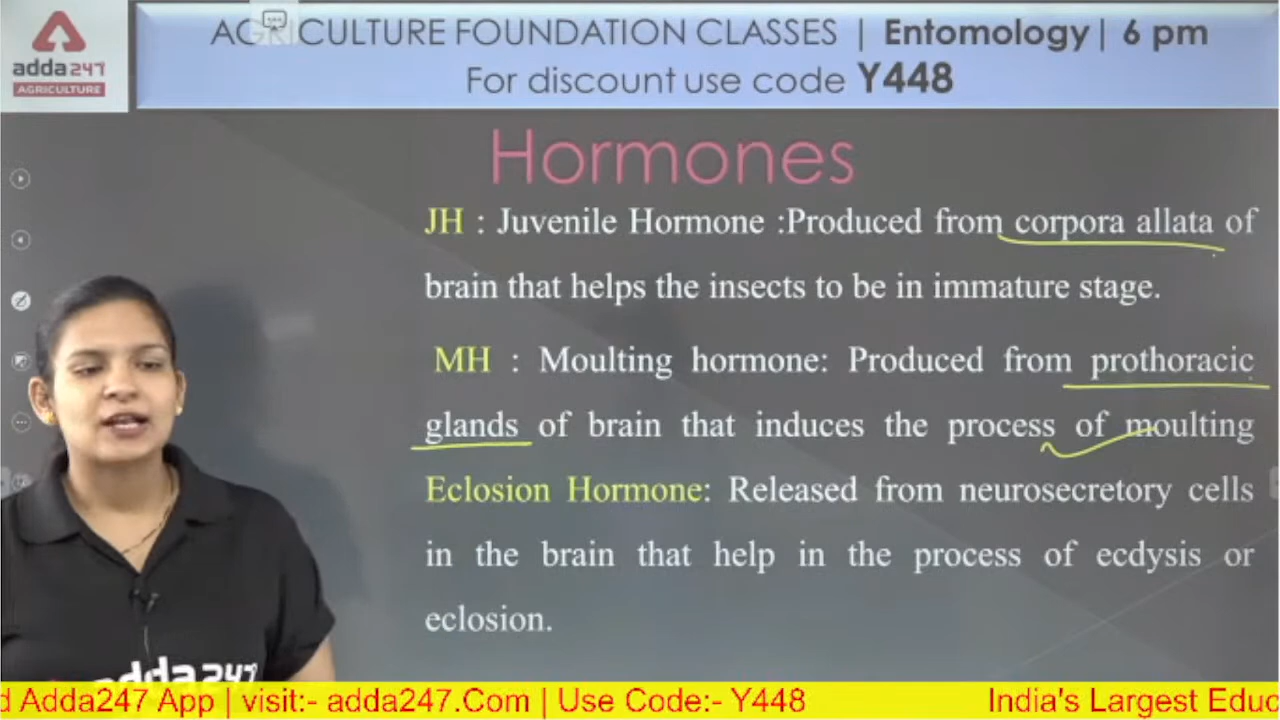 AGRICULTURE FOUNDATION CLASSES | Entomology | 6 pm
For discount use code Y448
adda247
AGRICULTURE
Hormones
JH : Juvenile Hormone :Produced from corpora allata of
brain that helps the insects to be in immature stage.
MH : Moulting hormone: Produced from prothoracic
glands of brain that induces the process of moulting
Eclosion Hormone: Released from neurosecretory cells
in the brain that help in the process of ecdysis or
eclosion.
adda247
d Adda247 App | visit:- adda247.Com | Use Code:- Y448 India's Largest Educ